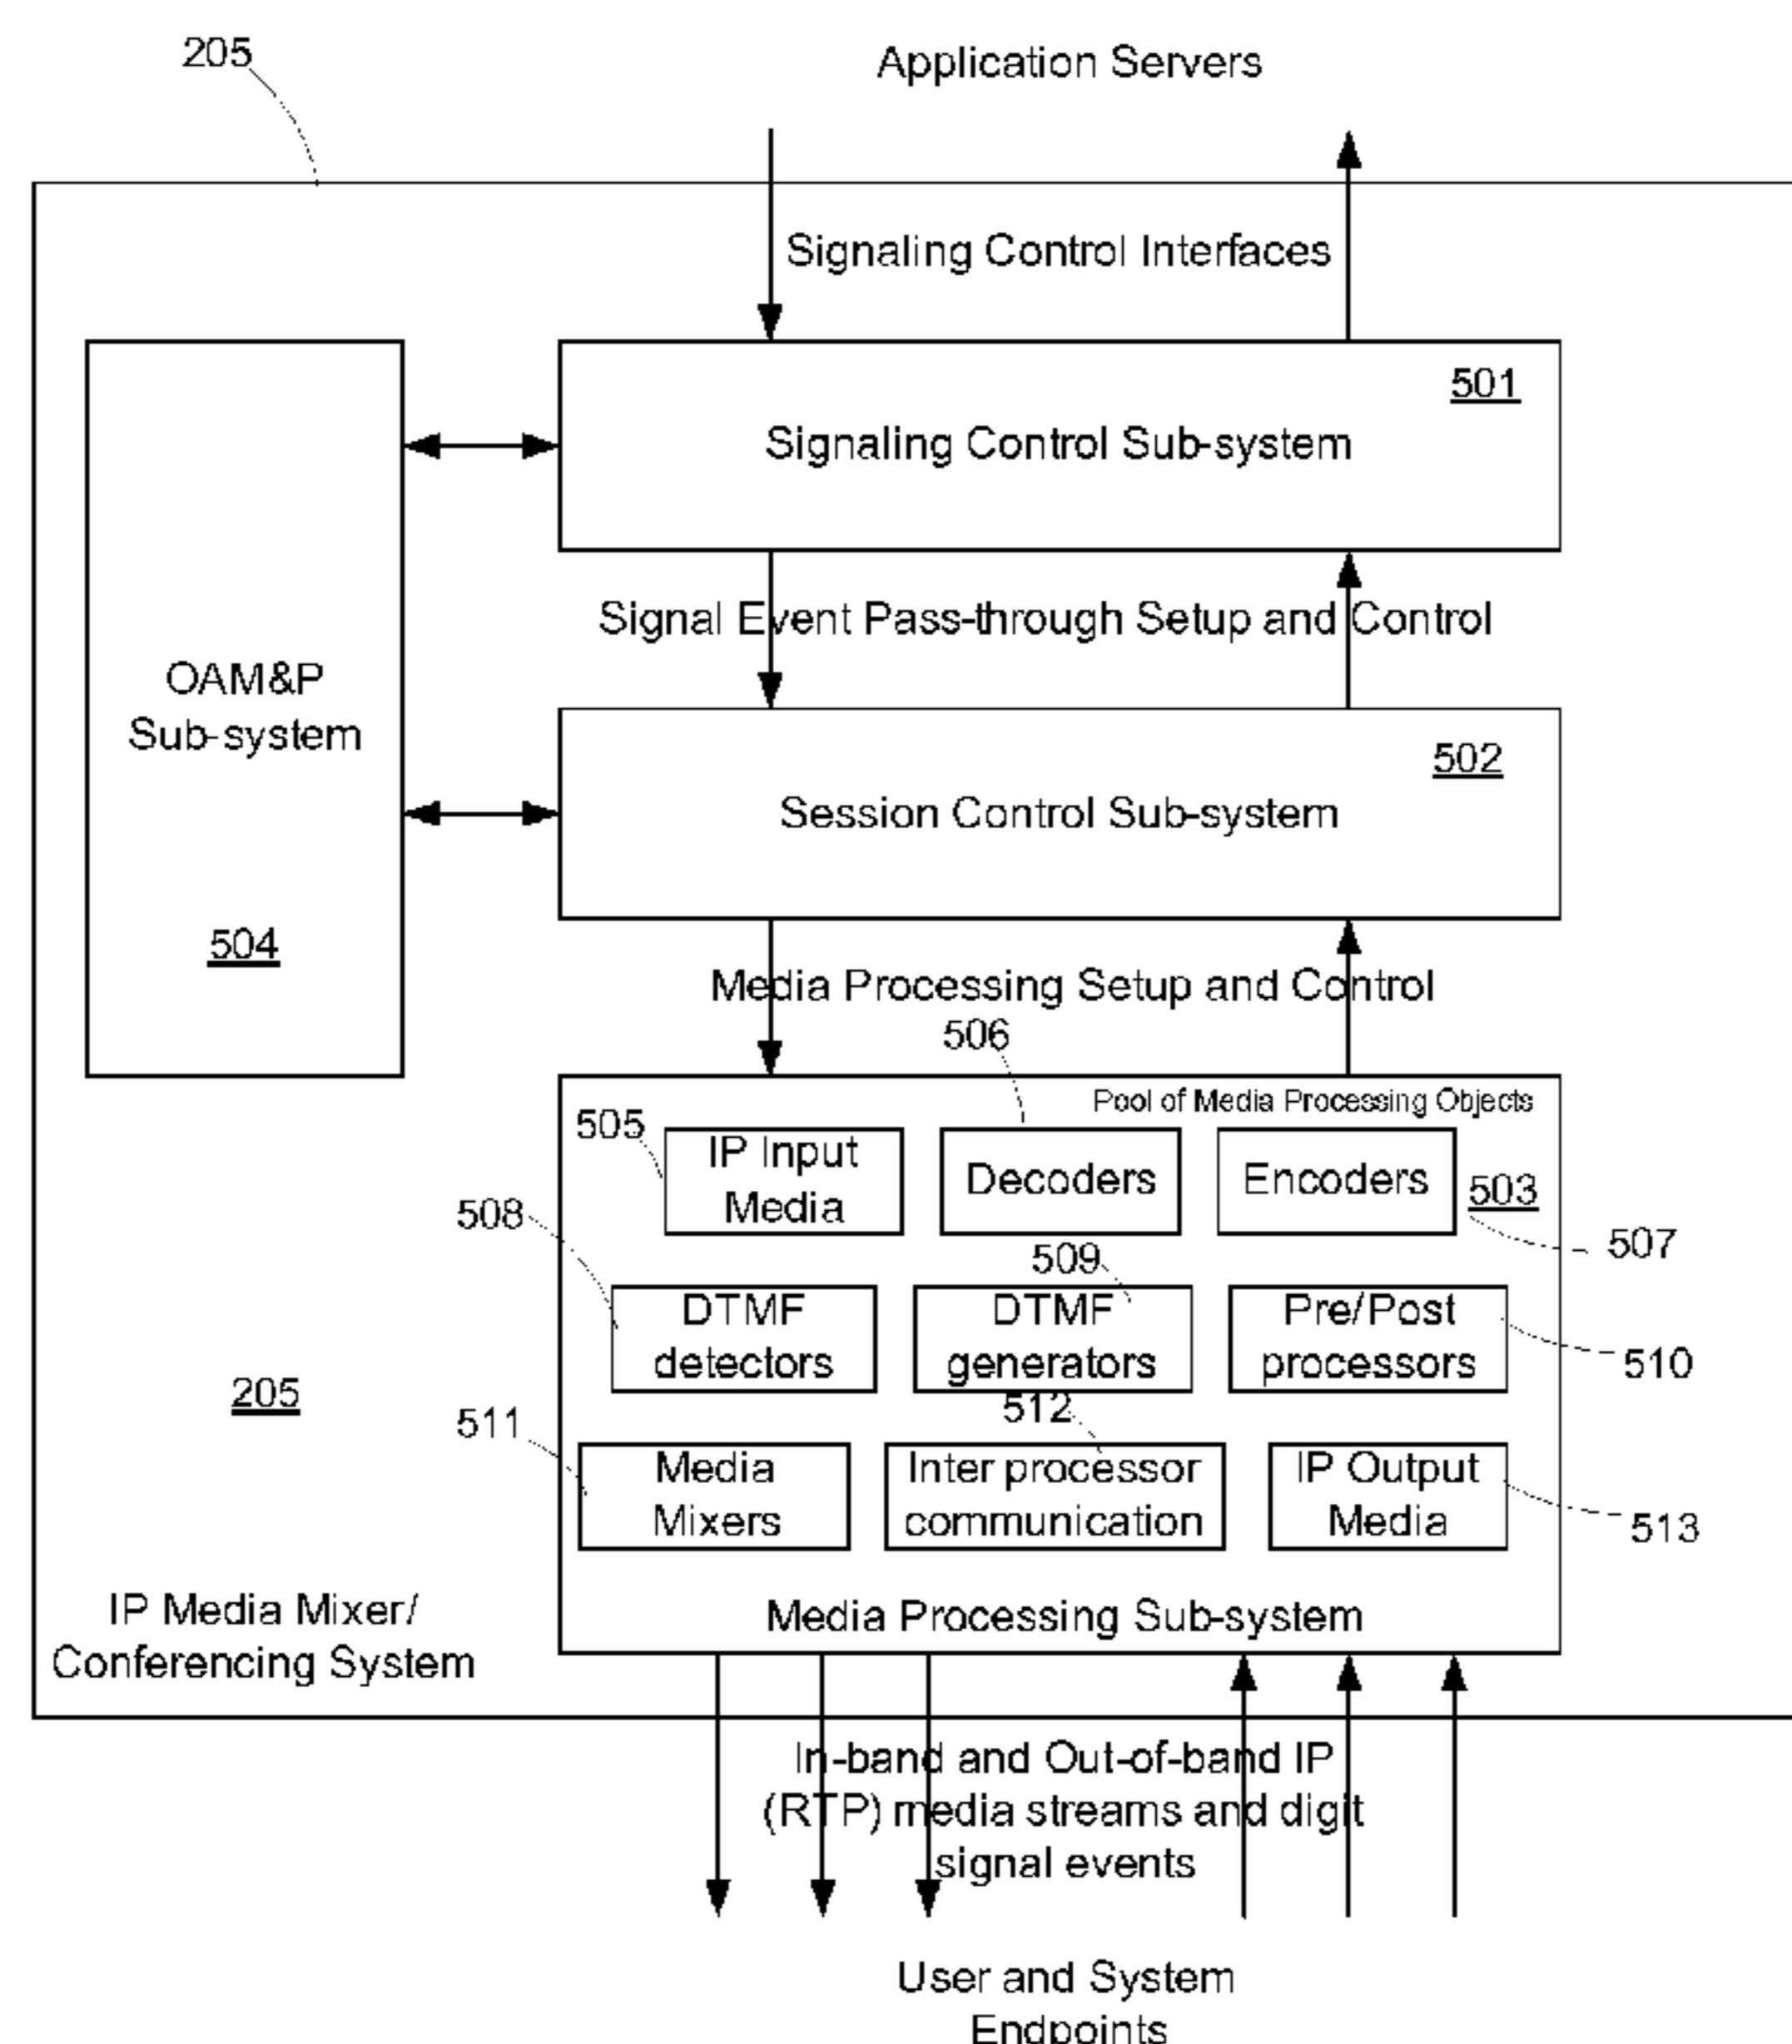 205
Application Servers
Signaling Control Interfaces
501
Signaling Control Sub-system
Signal Event Pass-through Setup and Control
OAM&P
Sub-system
504
502
Session Control Sub-system
Media Processing Setup and Control
506
Pool of Media Processing Objects
505
IP Input
Media
Decoders
Encoders
503
507
508
509
DTMF
detectors
DTMF
generators
Pre/Post
processors
510
205
511
512
Media
Mixers
Inter processor
communication
IP Output
Media
513
IP Media Mixer/
Conferencing System
Media Processing Sub-system
In-band and Out-of-band IP
(RTP) media streams and digit
signal events
User and System
Endpoints